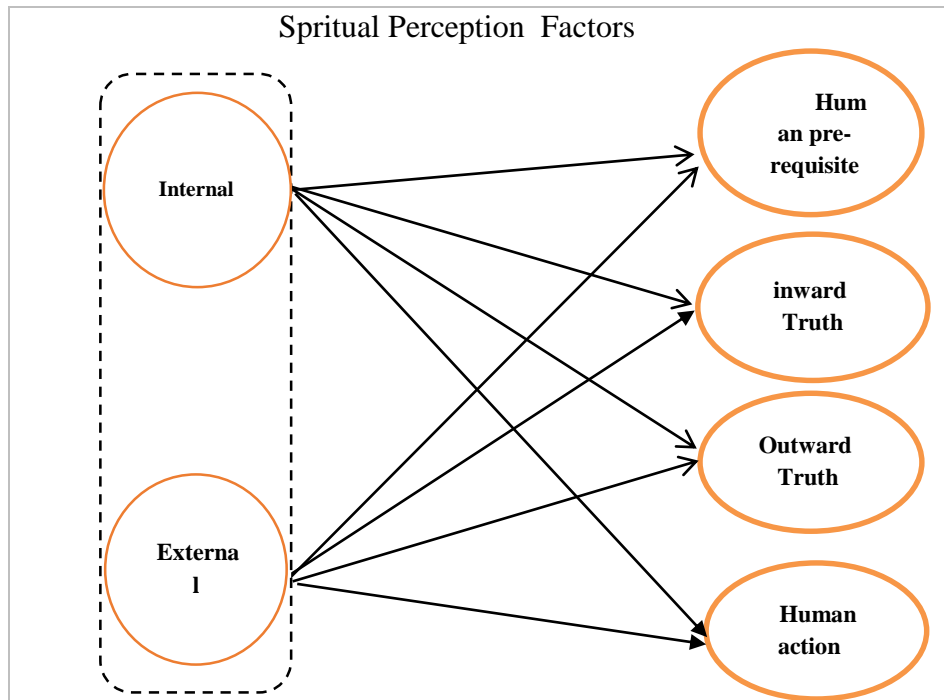 Spritual Perception Factors
Internal
Externa
l
Hum
an pre-
requisite
inward
Truth
Outward
Truth
Human
action